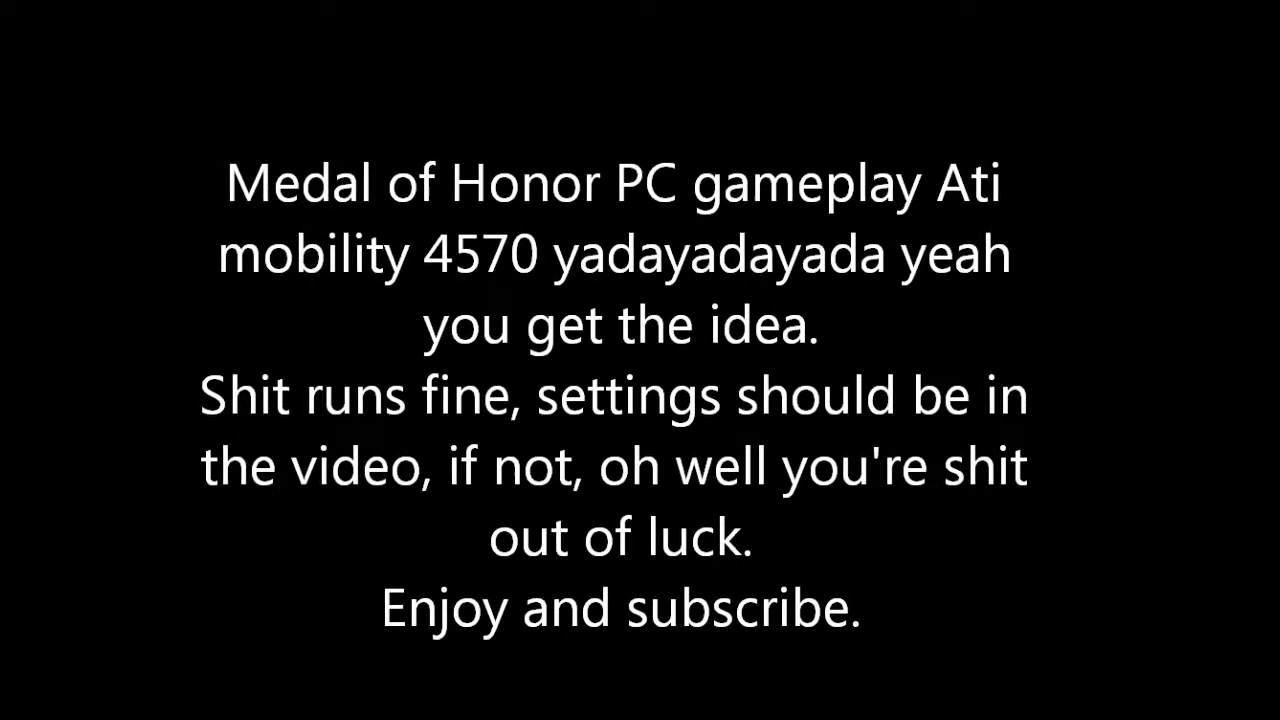 Medal of Honor PC gameplay Ati
mobility 4570 yadayadayada yeah
you get the idea.
Shit runs fine, settings should be in
the video, if not, oh well you're shit
out of luck.
Enjoy and subscribe.